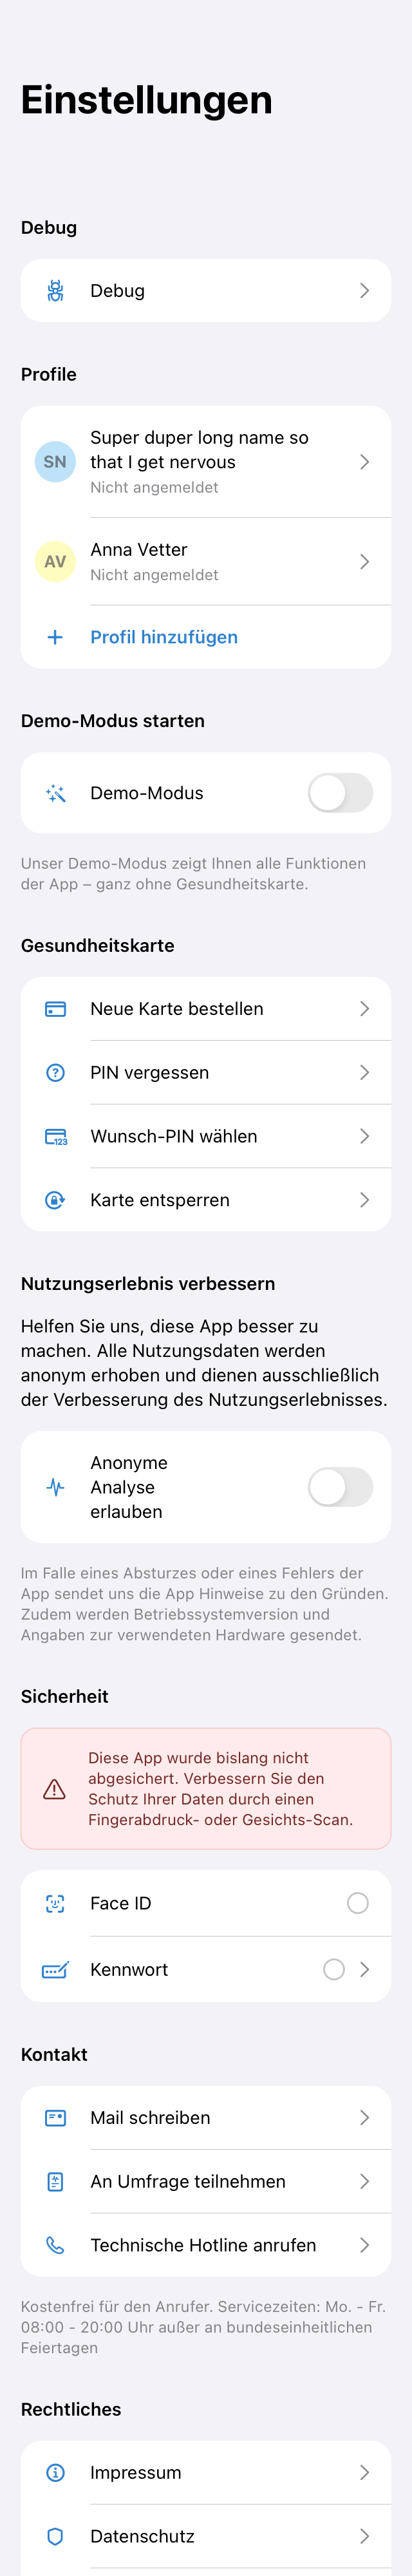 Einstellungen
Debug
Debug
Profile
SN
Super duper long name so
that I get nervous
Nicht angemeldet
AV
Anna Vetter
Nicht angemeldet
Profil hinzufügen
Demo-Modus starten
Demo-Modus
Unser Demo-Modus zeigt Ihnen alle Funktionen
der App – ganz ohne Gesundheitskarte.
Gesundheitskarte
Neue Karte bestellen
PIN vergessen
123
Wunsch-PIN wählen
Karte entsperren
Nutzungserlebnis verbessern
Helfen Sie uns, diese App besser zu
machen. Alle Nutzungsdaten werden
anonym erhoben und dienen ausschließlich
der Verbesserung des Nutzungserlebnisses.
Anonyme
Analyse
erlauben
Im Falle eines Absturzes oder eines Fehlers der
App sendet uns die App Hinweise zu den Gründen.
Zudem werden Betriebssystemversion und
Angaben zur verwendeten Hardware gesendet.
Sicherheit
Diese App wurde bislang nicht
abgesichert. Verbessern Sie den
Schutz Ihrer Daten durch einen
Fingerabdruck- oder Gesichts-Scan.
Face ID
Kennwort
Kontakt
Mail schreiben
An Umfrage teilnehmen
Technische Hotline anrufen
Kostenfrei für den Anrufer. Servicezeiten: Mo. - Fr.
08:00 - 20:00 Uhr außer an bundeseinheitlichen
Feiertagen
Rechtliches
Impressum
Datenschutz